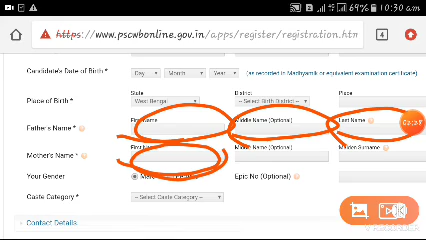 69% 10:30 am
https://www.pscwbonline.gov.in/apps/register/registration.htm 4
Candidate's Date of Birth * Day Month Year (as recorded in Madhyamik or equivalent examination certificate)
State District Place
Place of Birth * West Bengal -- Select Birth District --
First Name Middle Name (Optional) Last Name
Father's Name *
First Middle Name (Optional) Maiden Surname
Mother's Name *
Your Gender Epic No (Optional)
Caste Category * -- Select Caste Category --
Contact Details